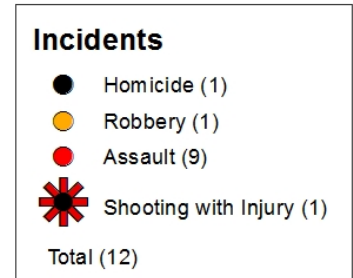 Incidents
Homicide (1)
Robbery (1)
Assault (9)
Shooting with Injury (1)
Total (12)